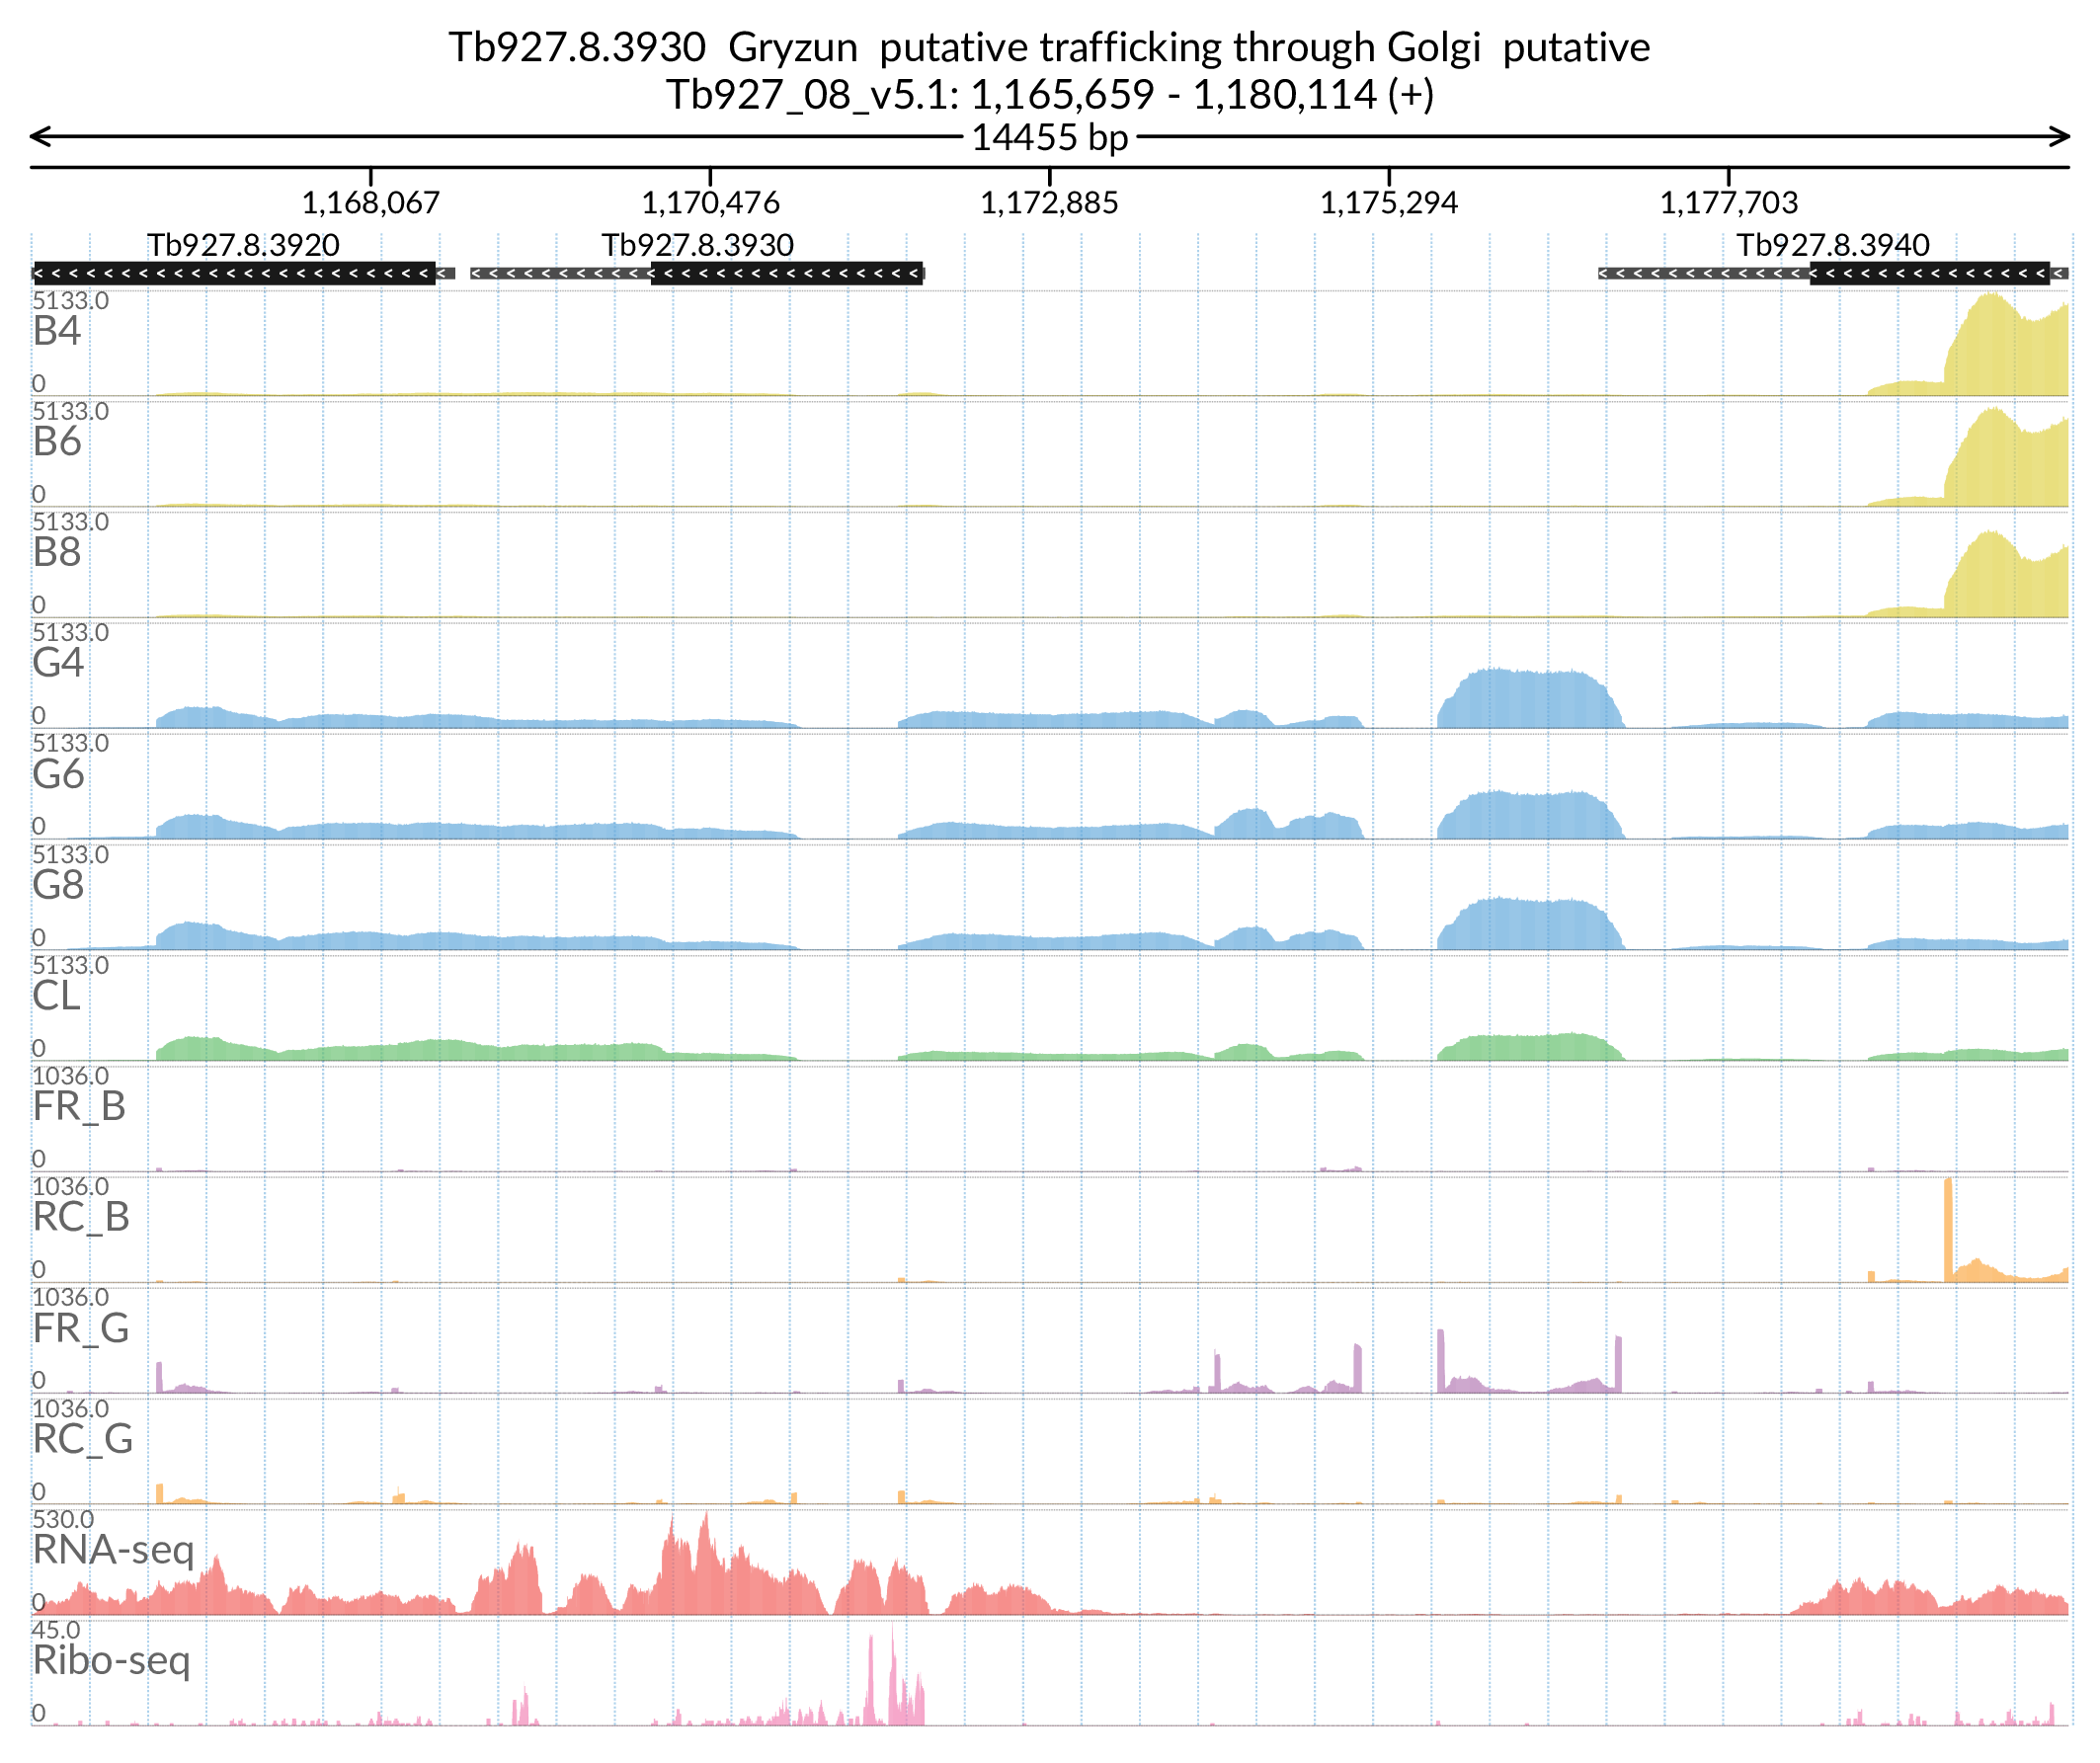 Tb927.8.3930 Gryzun putative trafficking through Golgi putative
Tb927_08_v5.1: 1,165,659 - 1,180,114 (+)
14455 bp
1,168,067 1,170,476 1,172,885 1,175,294 1,177,703
Tb927.8.3920 Tb927.8.3930 Tb927.8.3940
5133.0
B4
0
5133.0
B6
0
5133.0
B8
0
5133.0
G4
0
5133.0
G6
0
5133.0
G8
0
5133.0
CL
0
1036.0
FR_B
0
1036.0
RC_B
0
1036.0
FR_G
0
1036.0
RC_G
0
530.0
RNA-seq
0
45.0
Ribo-seq
0